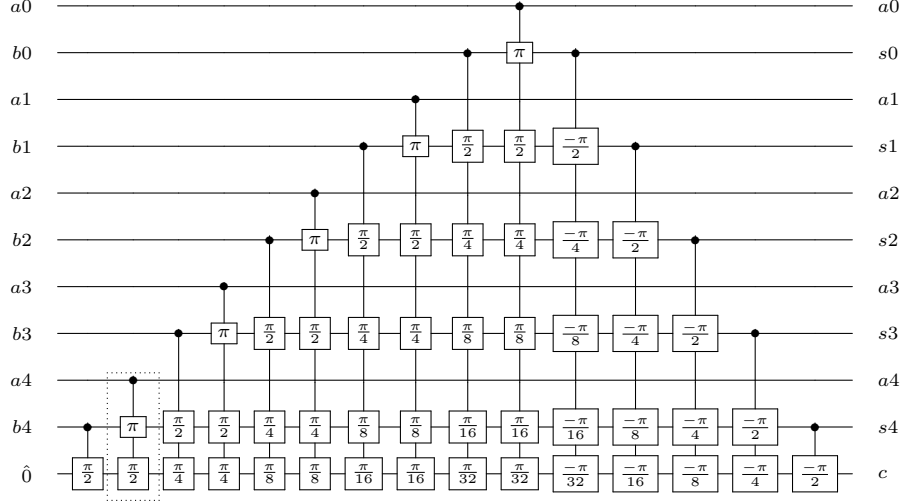 a0 π a0
b0 π s0
a1 a1
b1 π π/2 π/2 −π/2 s1
a2 a2
b2 π π/2 π/2 π/4 π/4 −π/4 −π/2 s2
a3 a3
b3 π π/2 π/2 π/4 π/4 π/8 π/8 −π/8 −π/4 −π/2 s3
a4 a4
b4 π π/2 π/2 π/4 π/4 π/8 π/8 π/16 π/16 −π/16 −π/8 −π/4 −π/2 s4
0̂ π/2 π/2 π/4 π/4 π/8 π/8 π/16 π/16 π/32 π/32 −π/32 −π/16 −π/8 −π/4 −π/2 c